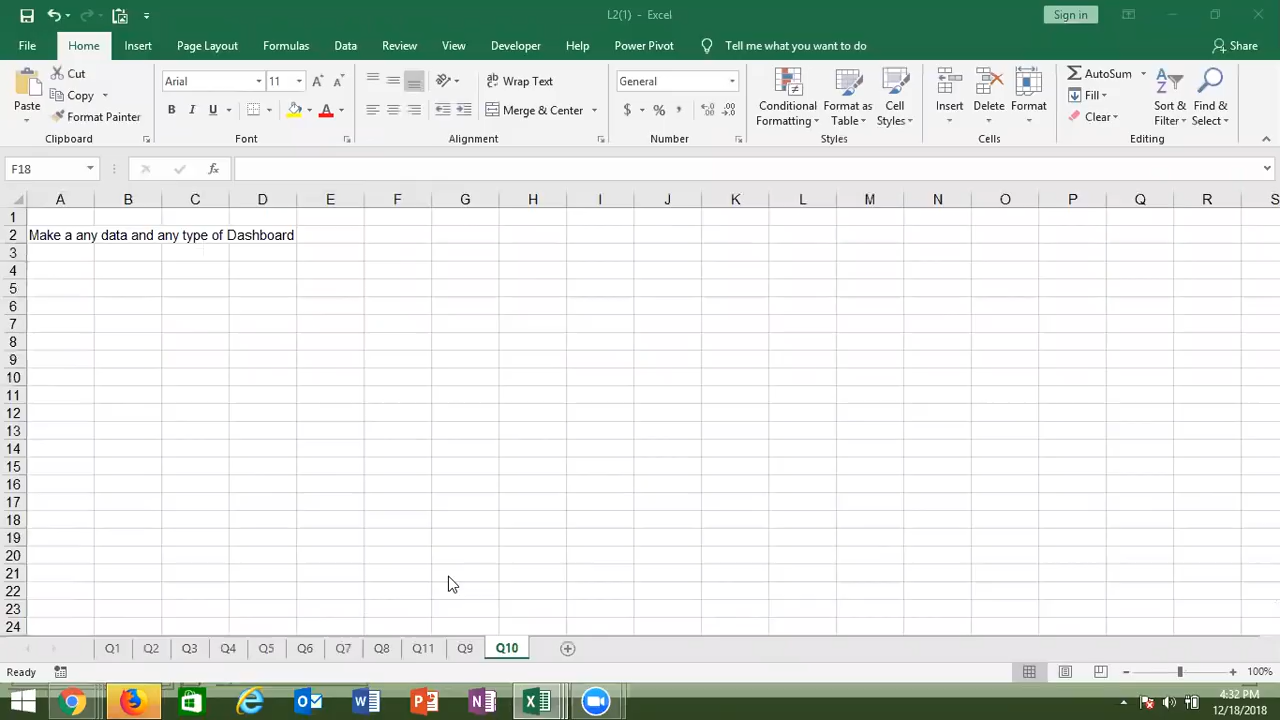 L2(1) - Excel
Sign in
File Home Insert Page Layout Formulas Data Review View Developer Help Power Pivot Tell me what you want to do Share
Paste
Cut
Copy
Format Painter
Clipboard
Arial 11
B I U
Font
Wrap Text
Merge & Center
Alignment
General
$ % ,
Number
Conditional Formatting
Format as Table
Cell Styles
Styles
Insert
Delete
Format
Cells
AutoSum
Fill
Clear
Sort & Filter
Find & Select
Editing
F18
fx
A B C D E F G H I J K L M N O P Q R S
1
2 Make a any data and any type of Dashboard
3
4
5
6
7
8
9
10
11
12
13
14
15
16
17
18
19
20
21
22
23
24
Q1 Q2 Q3 Q4 Q5 Q6 Q7 Q8 Q11 Q9 Q10
Ready
100%
4:32 PM
12/18/2018